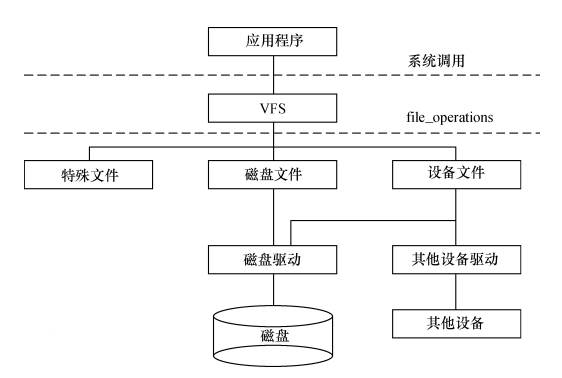 应用程序
系统调用
VFS
file_operations
特殊文件
磁盘文件
设备文件
磁盘驱动
其他设备驱动
磁盘
其他设备